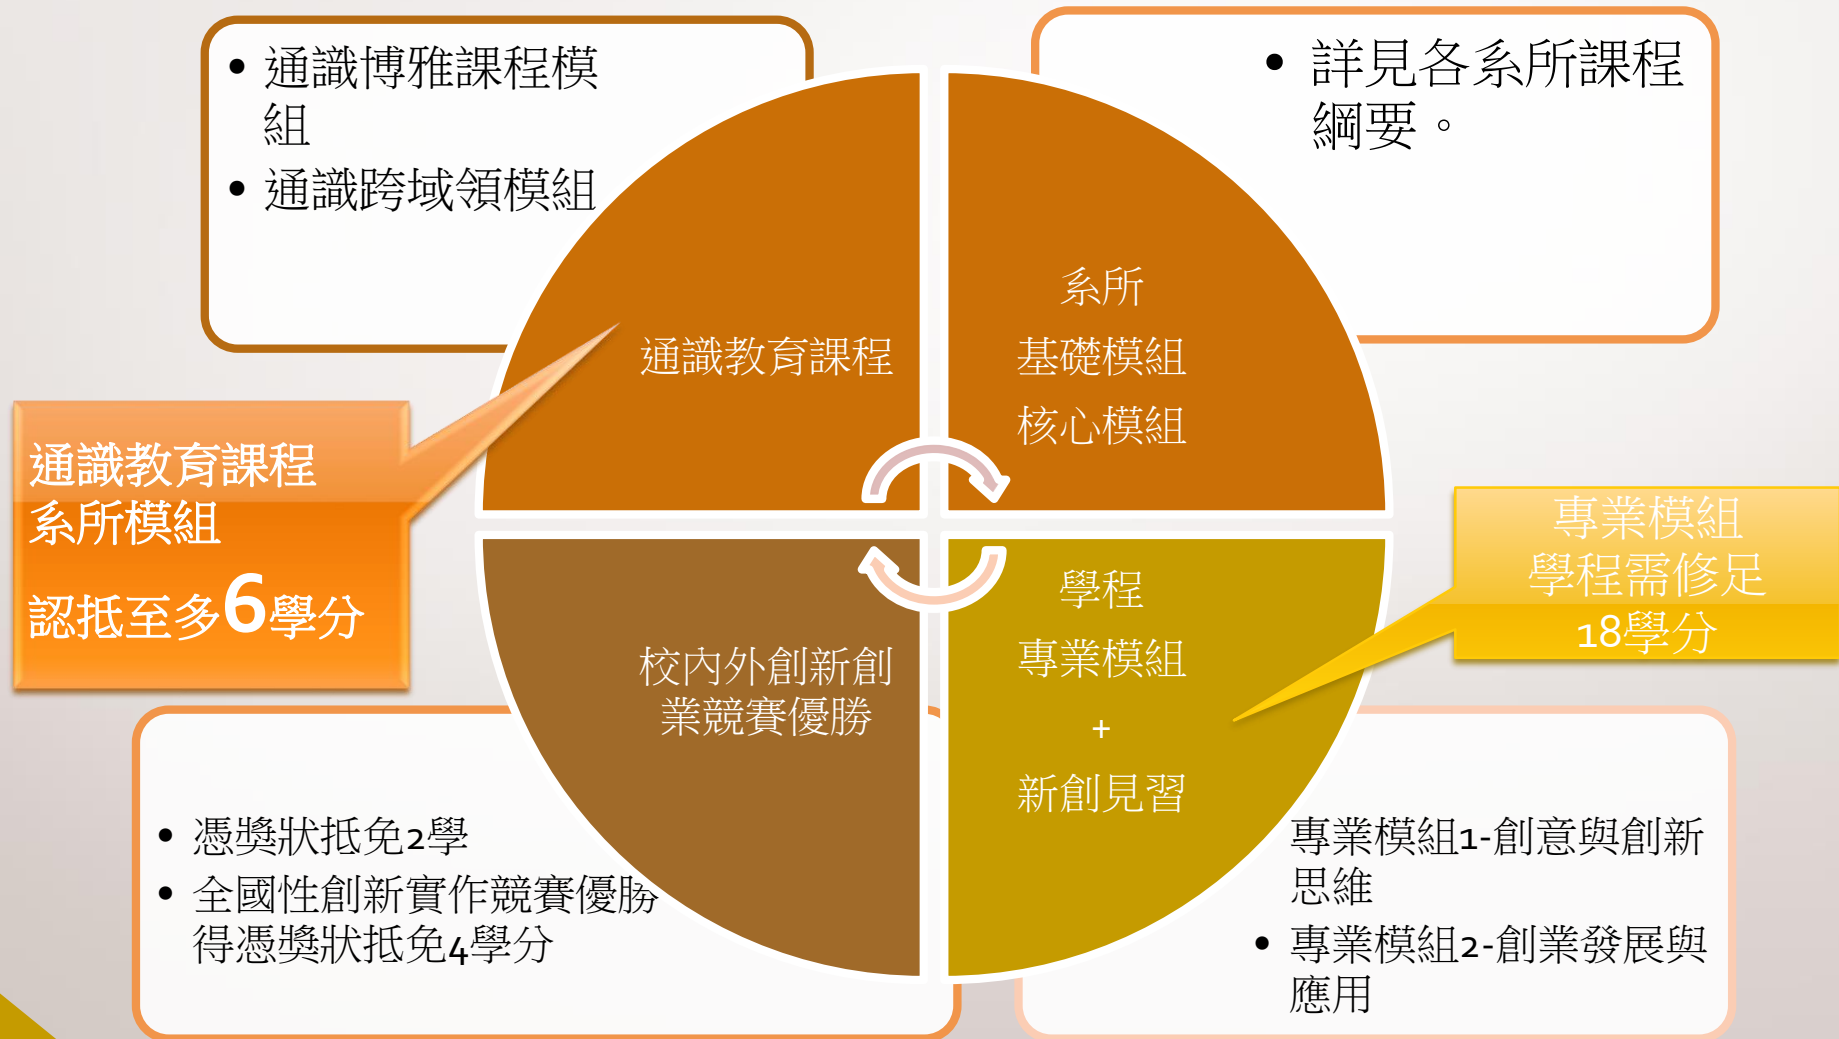 • 通識博雅課程模
組
• 通識跨域領模組
• 詳見各系所課程
綱要。
通識教育課程
系所
基礎模組
核心模組
通識教育課程
系所模組
認抵至多6學分
專業模組
學程需修足
18學分
校內外創新創
業競賽優勝
學程
專業模組
+
新創見習
• 憑獎狀抵免2學
• 全國性創新實作競賽優勝
得憑獎狀抵免4學分
專業模組1-創意與創新
思維
• 專業模組2-創業發展與
應用